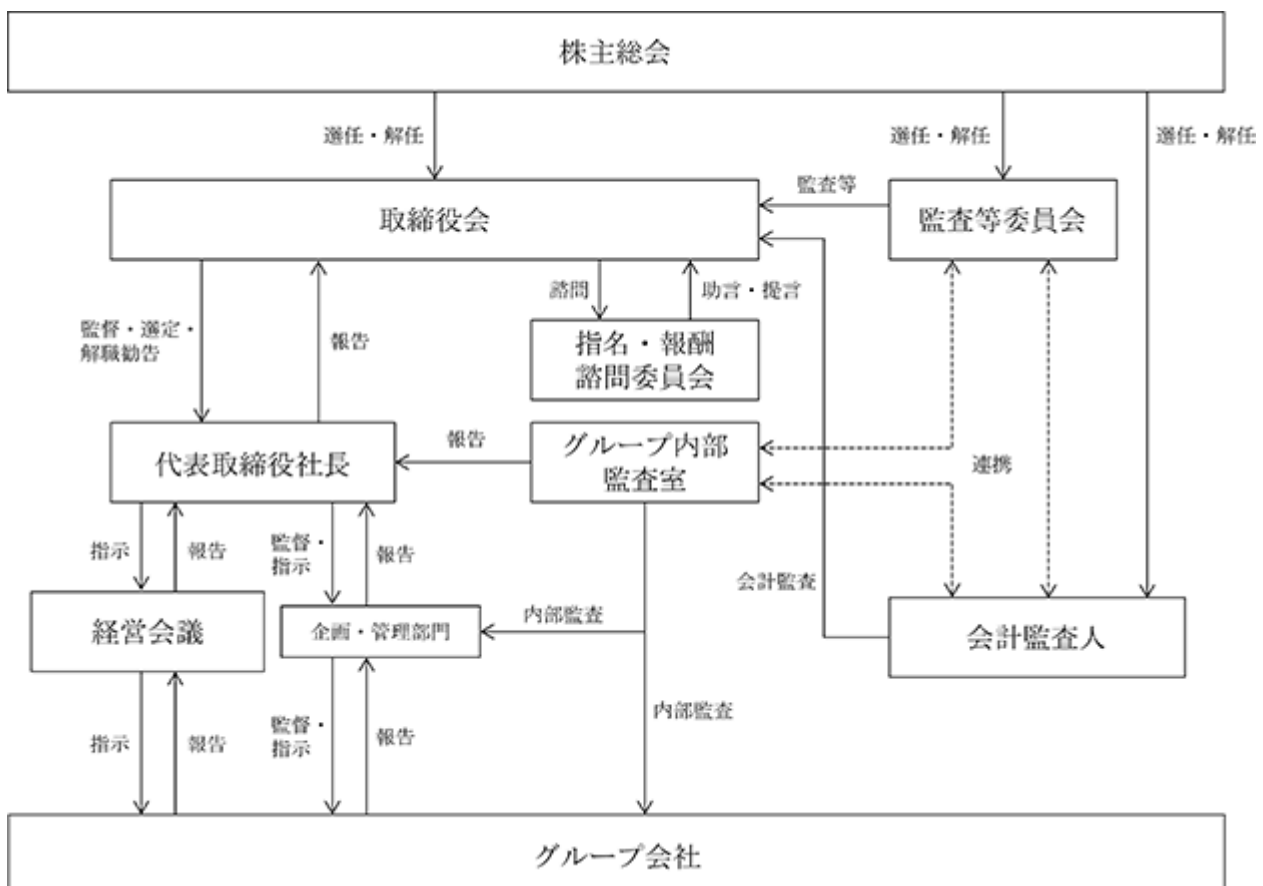 株主総会
選任・解任
選任・解任
選任・解任
監査等
取締役会
監査等委員会
諮問
助言・提言
監督・選定・
解職勧告
報告
指名・報酬
諮問委員会
代表取締役社長
報告
グループ内部
監査室
連携
指示
報告
監督・
指示
報告
会計監査
経営会議
企画・管理部門
内部監査
会計監査人
指示
報告
監督・
指示
報告
内部監査
グループ会社